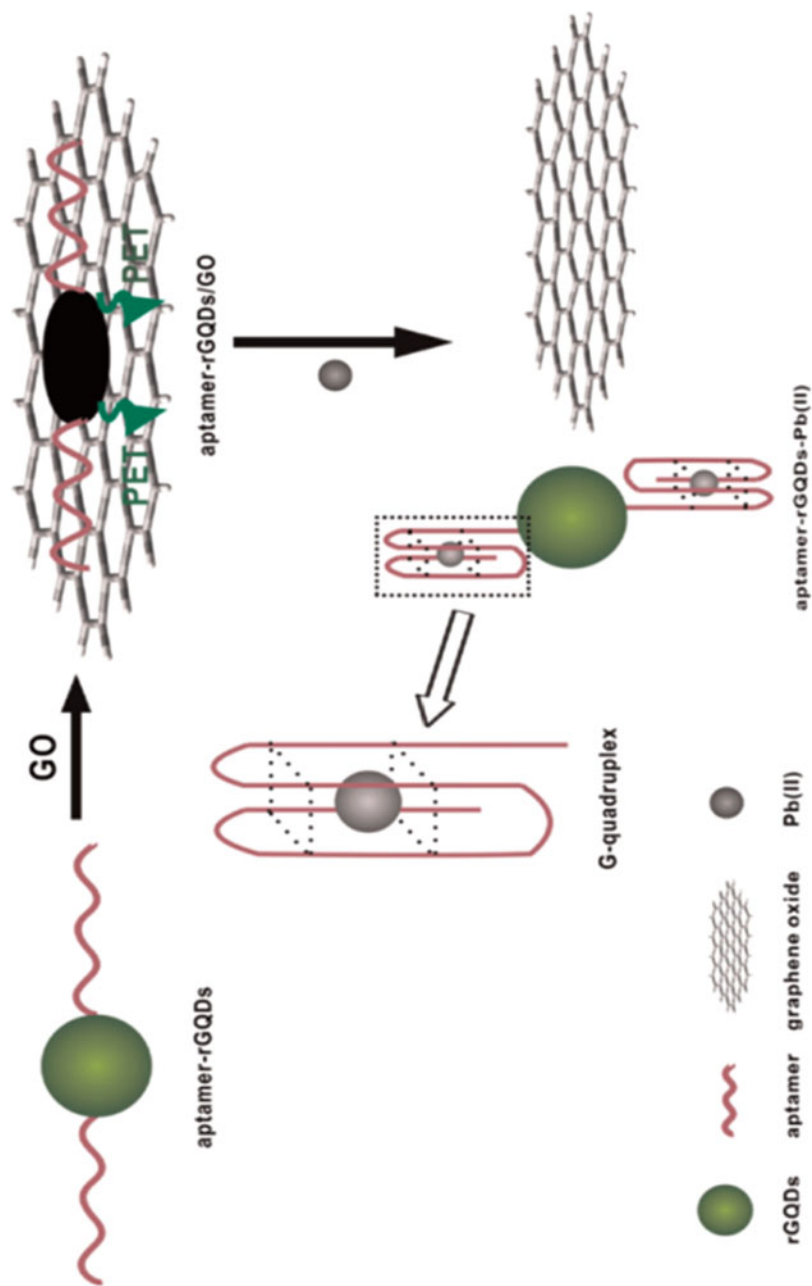 GO
PET
PET
aptamer-rGQDs
aptamer-rGQDs/GO
G-quadruplex
aptamer-rGQDs-Pb(II)
rGQDs
aptamer
graphene oxide
Pb(II)